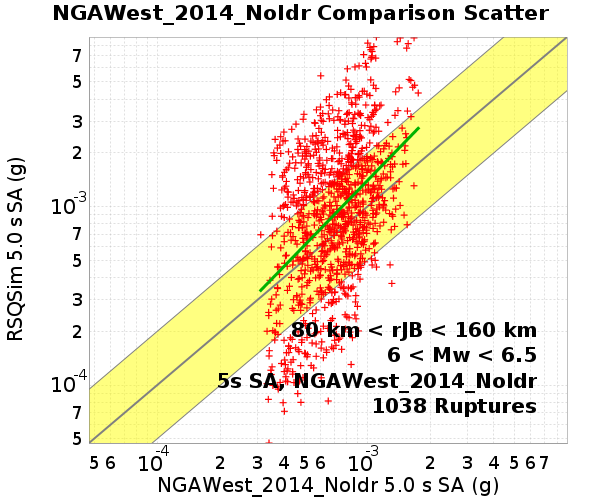 NGAWest_2014_NoIdr Comparison Scatter
RSQSim 5.0 s SA (g)
7
5
3
2
10-3
7
5
3
2
10-4
7
5
80 km < rJB < 160 km
6 < Mw < 6.5
5s SA, NGAWest_2014_NoIdr
1038 Ruptures
5 6 10-4 2 3 4 5 6 10-3 2 3 4 5 6 7
NGAWest_2014_NoIdr 5.0 s SA (g)